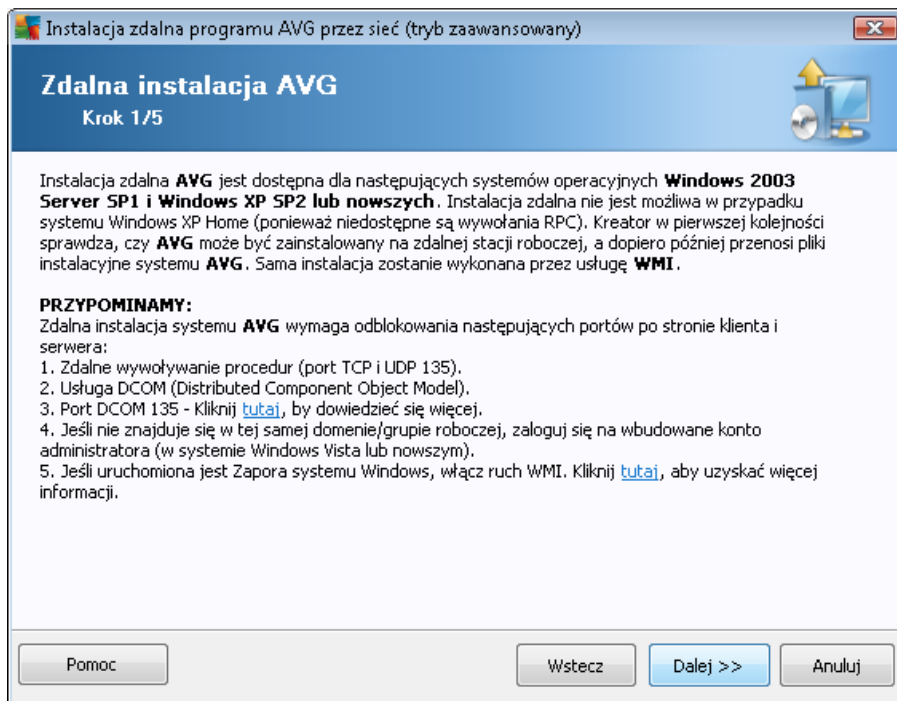 Instalacja zdalna programu AVG przez sieć (tryb zaawansowany)
Zdalna instalacja AVG
Krok 1/5
Instalacja zdalna AVG jest dostępna dla następujących systemów operacyjnych Windows 2003
Server SP1 i Windows XP SP2 lub nowszych. Instalacja zdalna nie jest możliwa w przypadku
systemu Windows XP Home (ponieważ niedostępne są wywołania RPC). Kreator w pierwszej kolejności
sprawdza, czy AVG może być zainstalowany na zdalnej stacji roboczej, a dopiero później przenosi pliki
instalacyjne systemu AVG. Sama instalacja zostanie wykonana przez usługę WMI.
PRZYPOMINAMY:
Zdalna instalacja systemu AVG wymaga odblokowania następujących portów po stronie klienta i
serwera:
1. Zdalne wywoływanie procedur (port TCP i UDP 135).
2. Usługa DCOM (Distributed Component Object Model).
3. Port DCOM 135 - Kliknij tutaj, by dowiedzieć się więcej.
4. Jeśli nie znajduje się w tej samej domenie/grupie roboczej, zaloguj się na wbudowane konto
administratora (w systemie Windows Vista lub nowszym).
5. Jeśli uruchomiona jest Zapora systemu Windows, włącz ruch WMI. Kliknij tutaj, aby uzyskać więcej
informacji.
Pomoc
Wstecz
Dalej >>
Anuluj